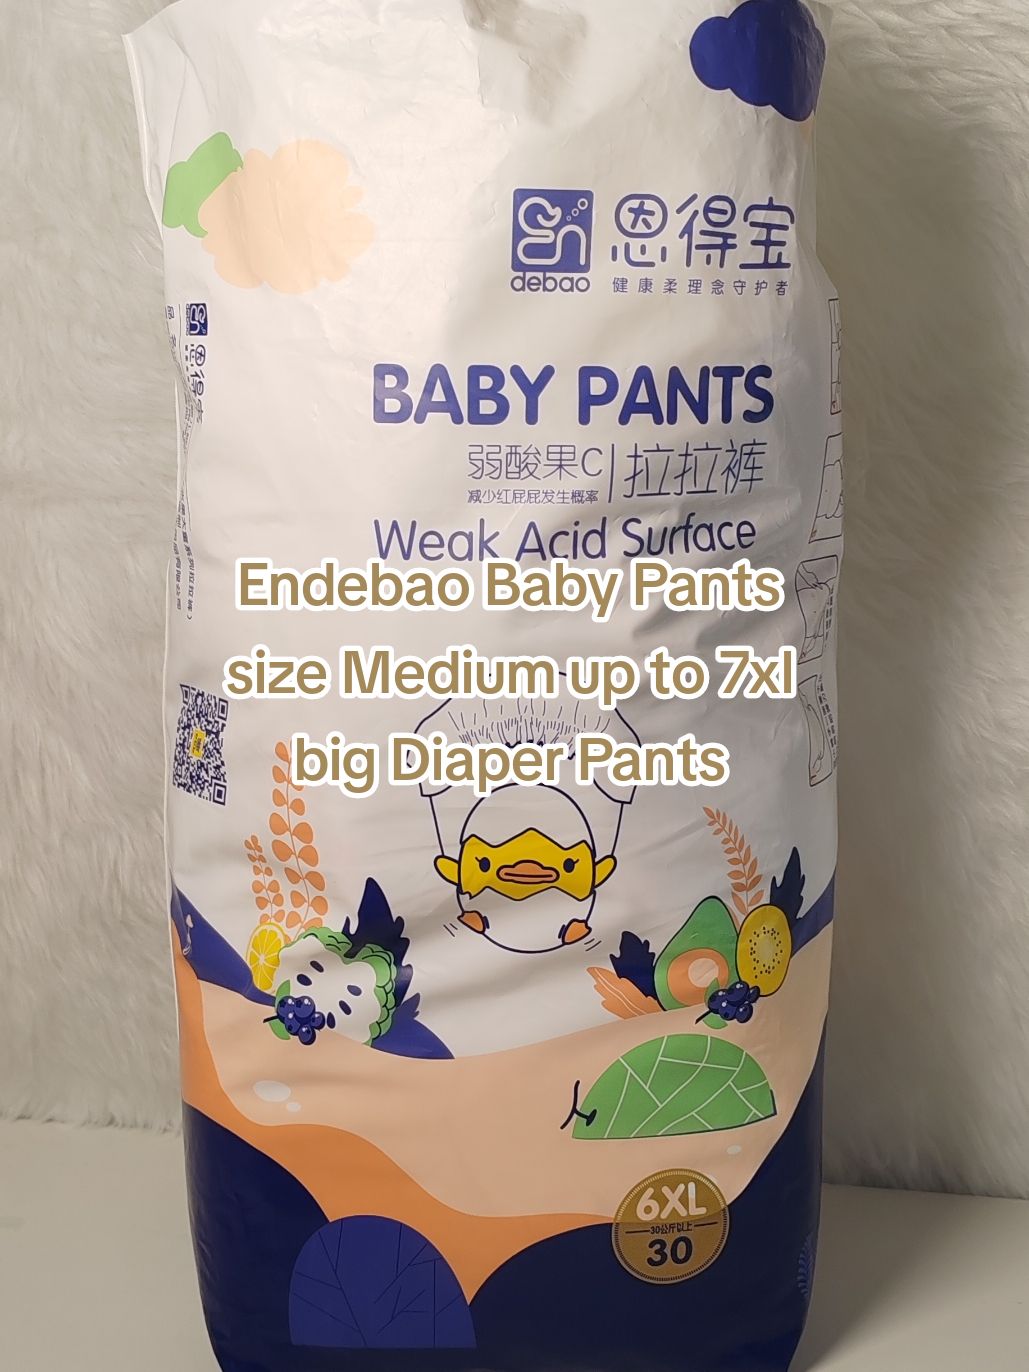 en
debao
恩得宝
健康柔理念守护者
BABY PANTS
弱酸果C 拉拉裤
减少红屁屁发生概率
Weak Acid Surface
Endebao Baby Pants
size Medium up to 7xl
big Diaper Pants
6XL
30公斤以上
30